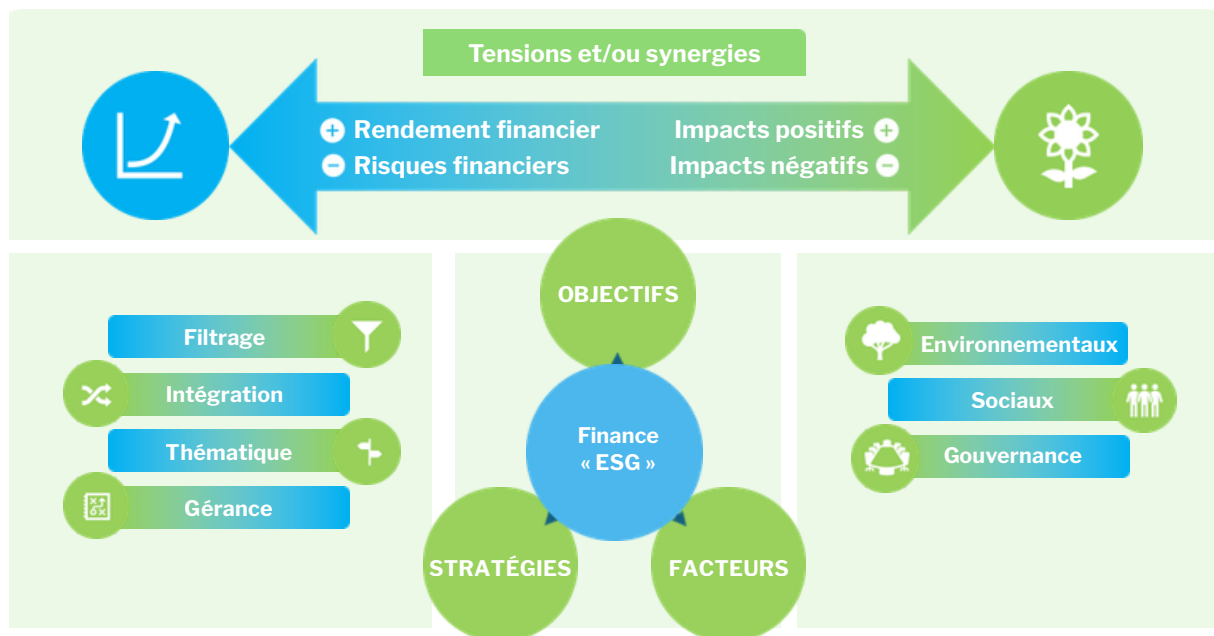 Tensions et/ou synergies
Rendement financier
Risques financiers
Impacts positifs
Impacts négatifs
Filtrage
Intégration
Thématique
Gérance
OBJECTIFS
Finance
« ESG »
STRATÉGIES
FACTEURS
Environnementaux
Sociaux
Gouvernance